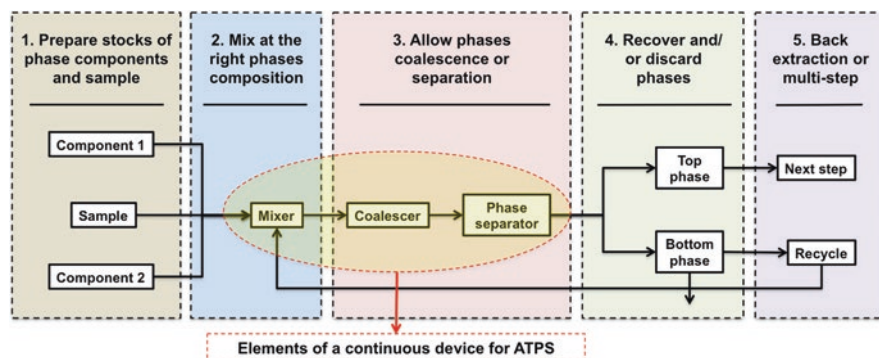 1. Prepare stocks of
phase components
and sample
2. Mix at the
right phases
composition
3. Allow phases
coalescence or
separation
4. Recover and/
or discard
phases
5. Back
extraction or
multi-step
Component 1
Sample
Component 2
Mixer
Coalescer
Phase
separator
Top
phase
Bottom
phase
Next step
Recycle
Elements of a continuous device for ATPS